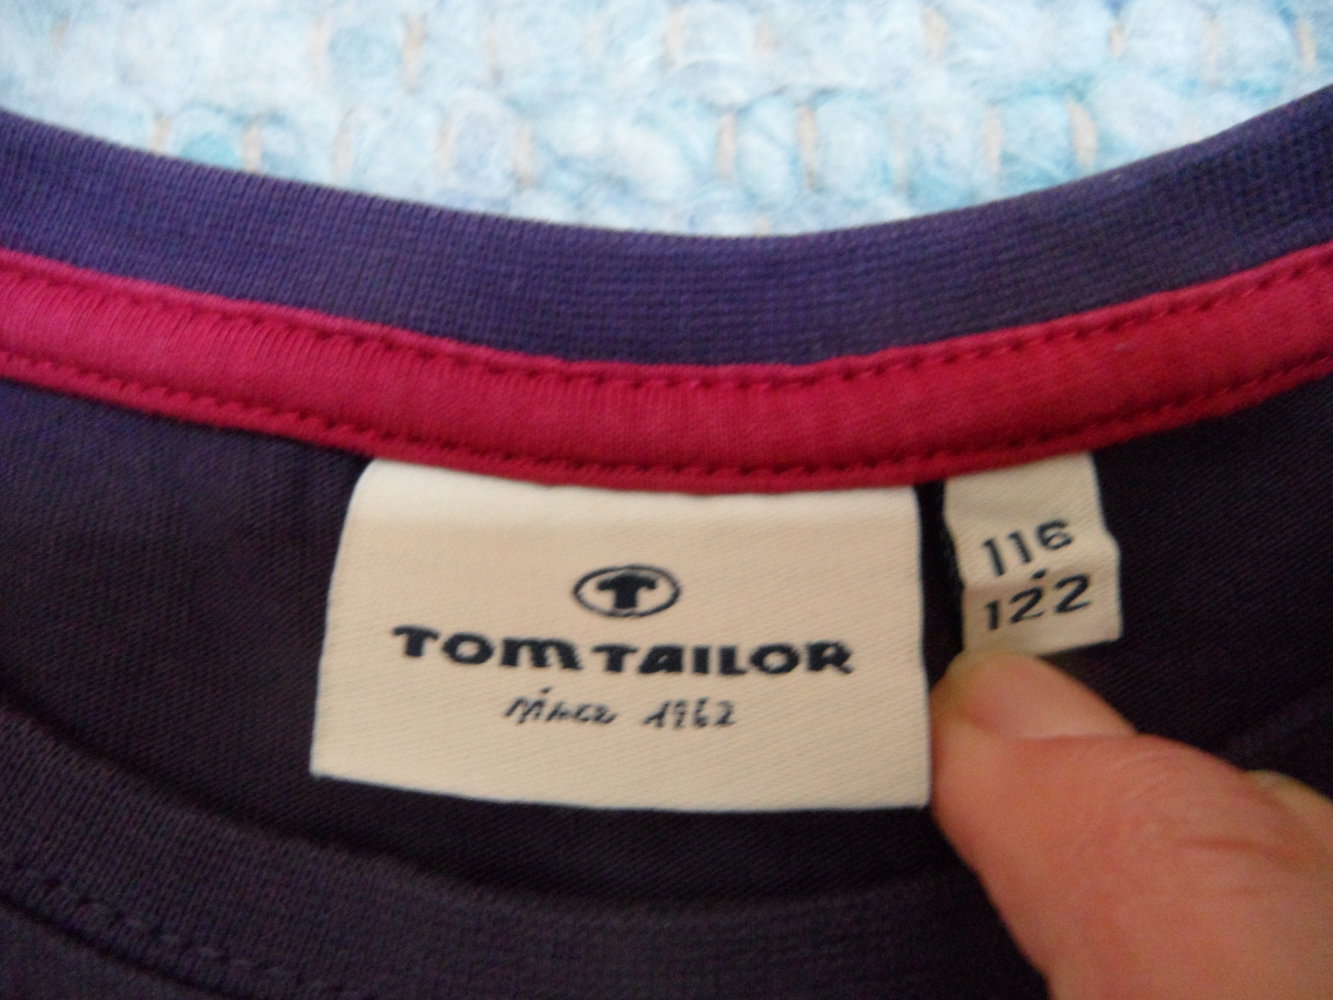 T
TOM TAILOR
since 1962
116
122